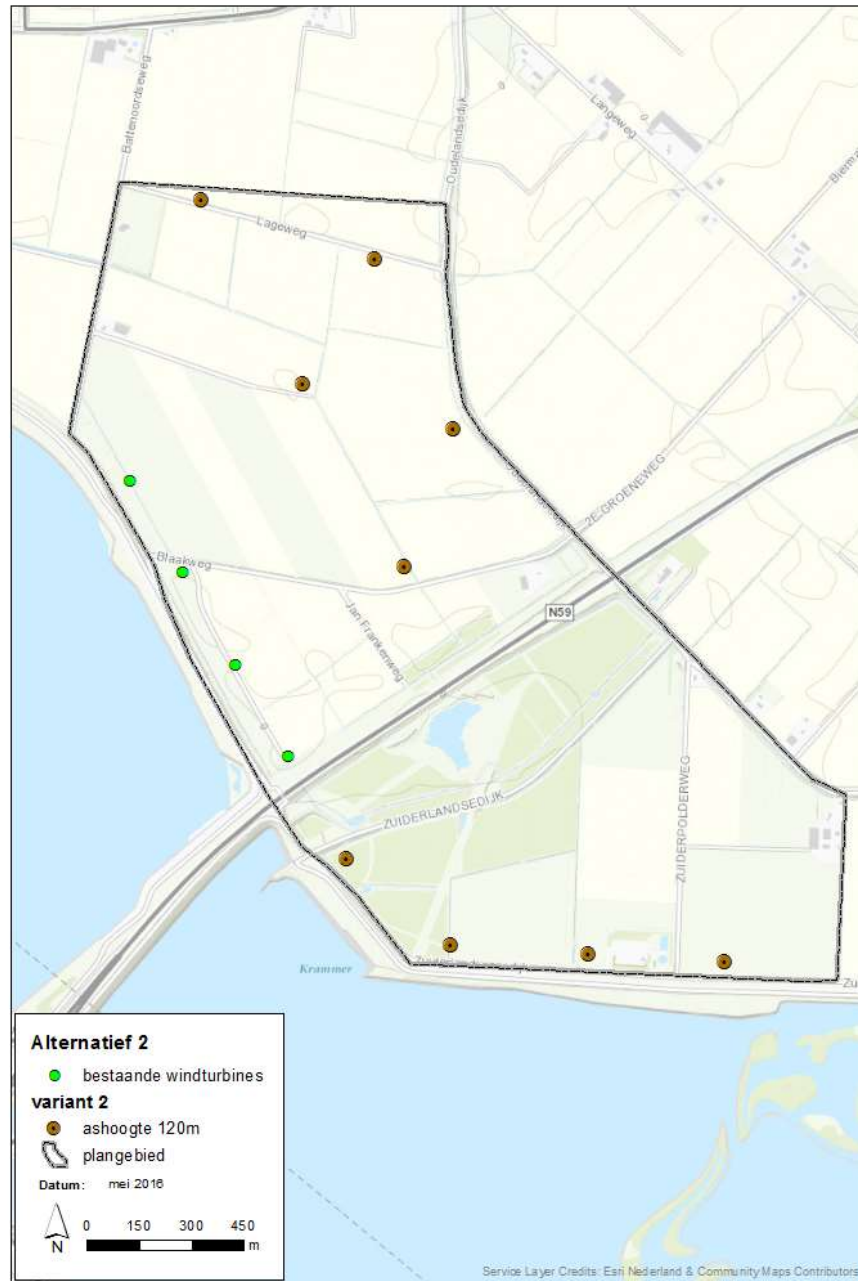 Battenoordseweg
Oudelandsedijk
Langeweg
Lageweg
2E GROENEWEG
Blaakweg
Jan Frankenweg
N59
ZUIDERLANDSEDIJK
ZUIDERPOLDERWEG
Krammer
Alternatief 2
bestaande windturbines
variant 2
ashoogte 120m
plangebied
Datum: mei 2016
N
0 150 300 450
m
Service Layer Credits: Esri Nederland & Community Maps Contributors